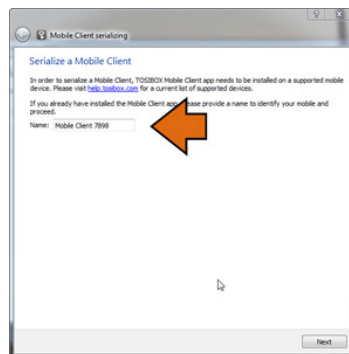 Mobile Client serializing
Serialize a Mobile Client
In order to serialize a Mobile Client, TOSIBOX Mobile Client app needs to be installed on a supported mobile
device. Please visit help.tosibox.com for a current list of supported devices.
If you already have installed the Mobile Client app, please provide a name to identify your mobile and
proceed.
Name: Mobile Client 7898
Next